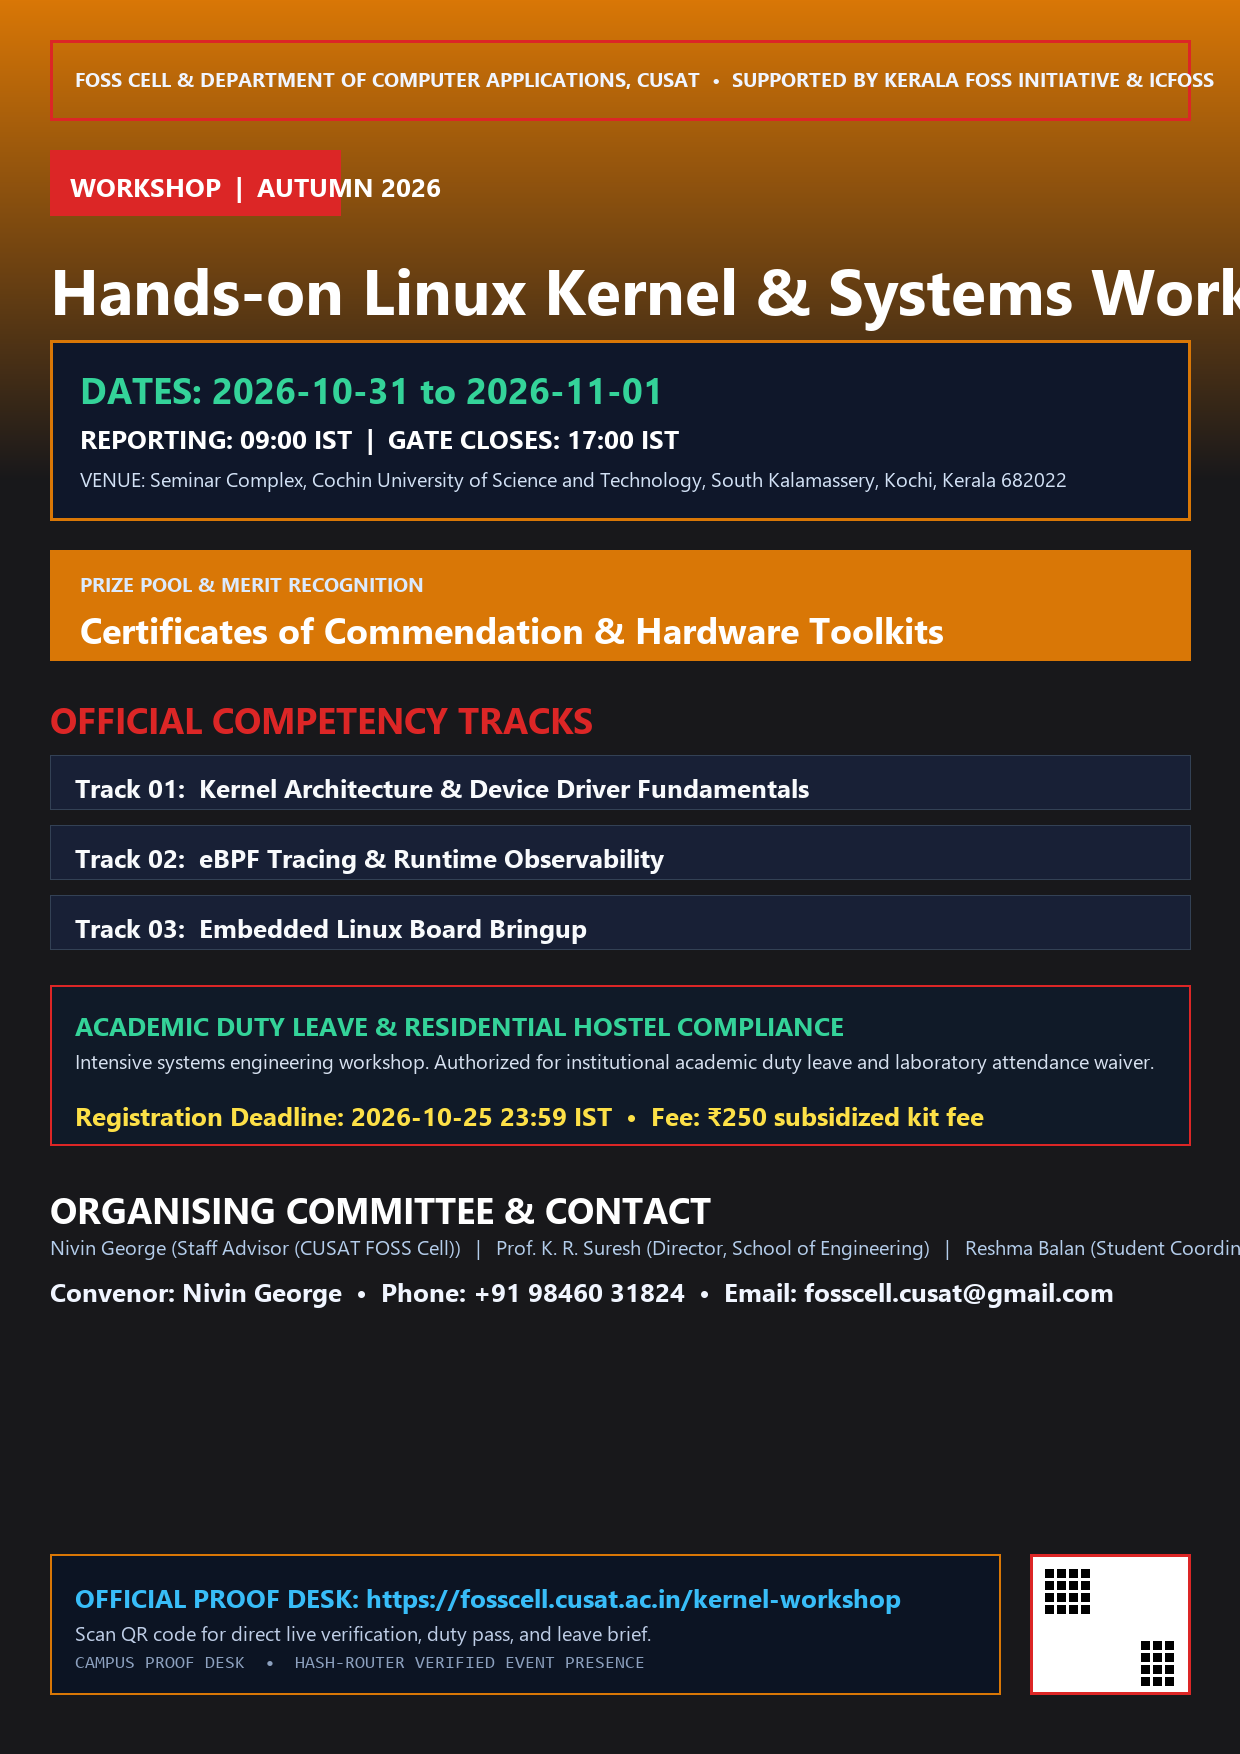 FOSS CELL & DEPARTMENT OF COMPUTER APPLICATIONS, CUSAT • SUPPORTED BY KERALA FOSS INITIATIVE & ICFOSS
WORKSHOP | AUTUMN 2026
Hands-on Linux Kernel & Systems Work
DATES: 2026-10-31 to 2026-11-01
REPORTING: 09:00 IST | GATE CLOSES: 17:00 IST
VENUE: Seminar Complex, Cochin University of Science and Technology, South Kalamassery, Kochi, Kerala 682022
PRIZE POOL & MERIT RECOGNITION
Certificates of Commendation & Hardware Toolkits
OFFICIAL COMPETENCY TRACKS
Track 01: Kernel Architecture & Device Driver Fundamentals
Track 02: eBPF Tracing & Runtime Observability
Track 03: Embedded Linux Board Bringup
ACADEMIC DUTY LEAVE & RESIDENTIAL HOSTEL COMPLIANCE
Intensive systems engineering workshop. Authorized for institutional academic duty leave and laboratory attendance waiver.
Registration Deadline: 2026-10-25 23:59 IST • Fee: ₹250 subsidized kit fee
ORGANISING COMMITTEE & CONTACT
Nivin George (Staff Advisor (CUSAT FOSS Cell)) | Prof. K. R. Suresh (Director, School of Engineering) | Reshma Balan (Student Coordin
Convenor: Nivin George • Phone: +91 98460 31824 • Email: fosscell.cusat@gmail.com
OFFICIAL PROOF DESK: https://fosscell.cusat.ac.in/kernel-workshop
Scan QR code for direct live verification, duty pass, and leave brief.
CAMPUS PROOF DESK • HASH-ROUTER VERIFIED EVENT PRESENCE